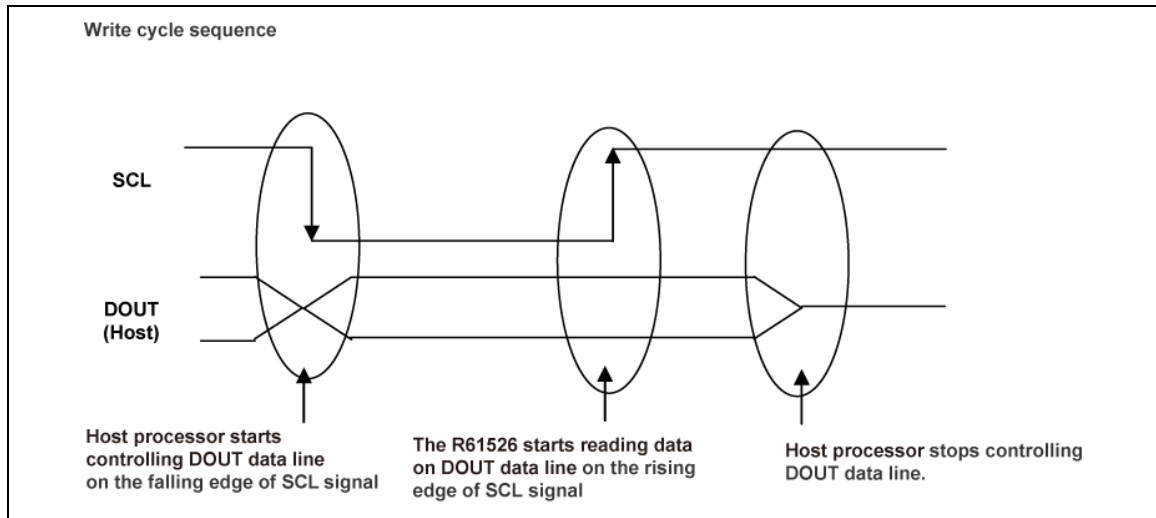 Write cycle sequence
SCL
DOUT
(Host)
Host processor starts
controlling DOUT data line
on the falling edge of SCL signal
The R61526 starts reading data
on DOUT data line on the rising
edge of SCL signal
Host processor stops controlling
DOUT data line.